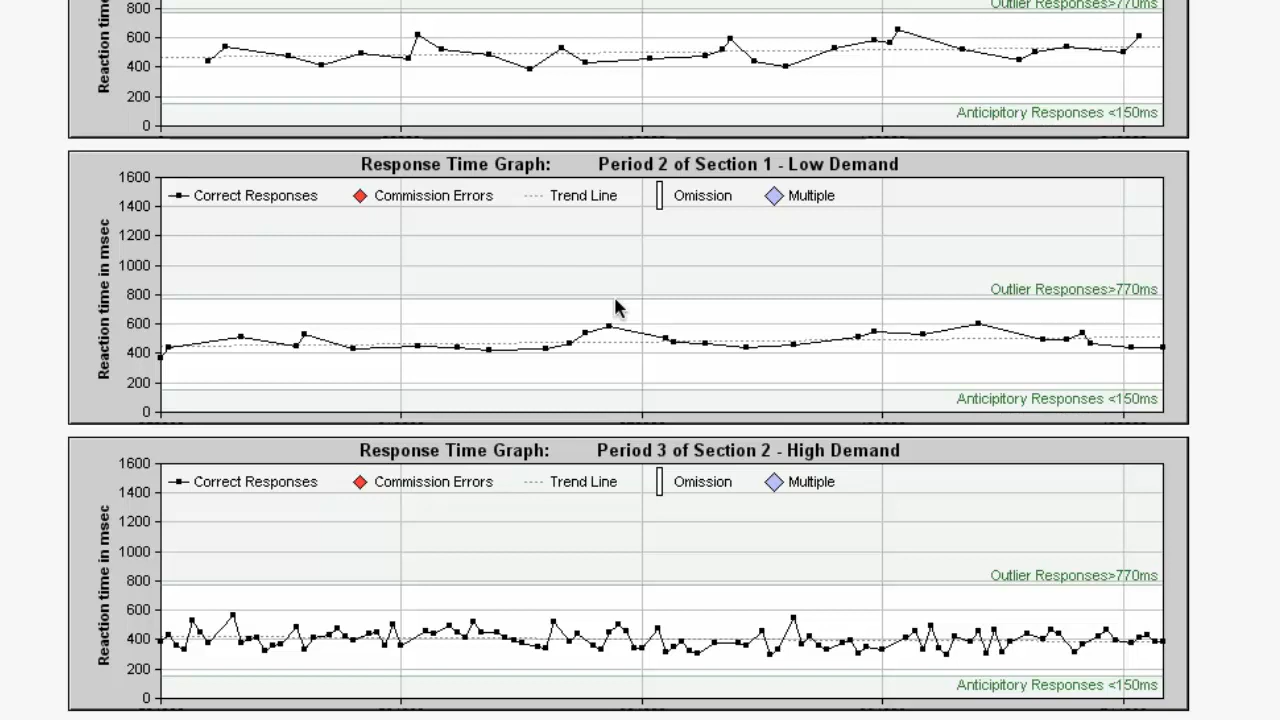 800
Outlier Responses>770ms
600
400
200
0
Reaction time
Anticipitory Responses <150ms
Response Time Graph: Period 2 of Section 1 - Low Demand
1600
1400
1200
1000
800
600
400
200
0
Reaction time in msec
Correct Responses Commission Errors Trend Line Omission Multiple
Outlier Responses>770ms
Anticipitory Responses <150ms
Response Time Graph: Period 3 of Section 2 - High Demand
1600
1400
1200
1000
800
600
400
200
0
Reaction time in msec
Correct Responses Commission Errors Trend Line Omission Multiple
Outlier Responses>770ms
Anticipitory Responses <150ms